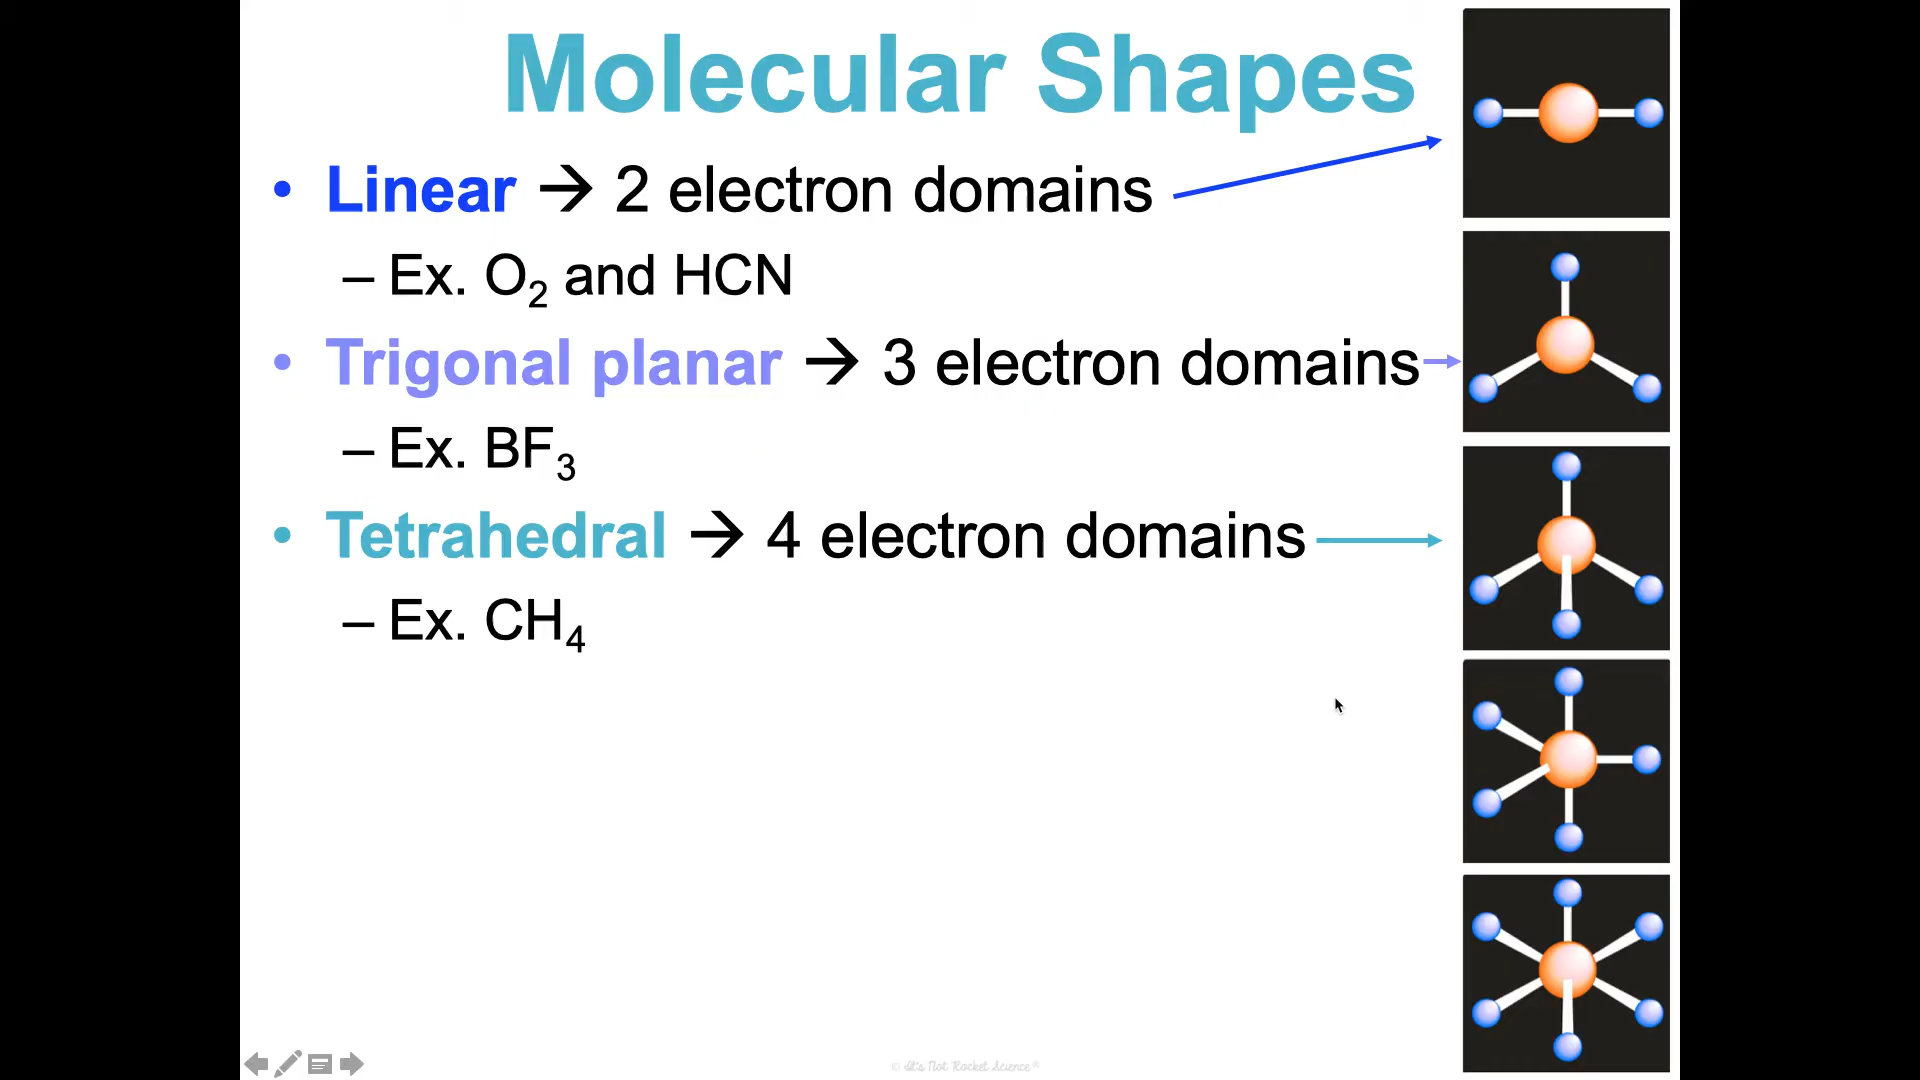 Molecular Shapes
• Linear → 2 electron domains
– Ex. O₂ and HCN
• Trigonal planar → 3 electron domains
– Ex. BF₃
• Tetrahedral → 4 electron domains
– Ex. CH₄
© It's Not Rocket Science®